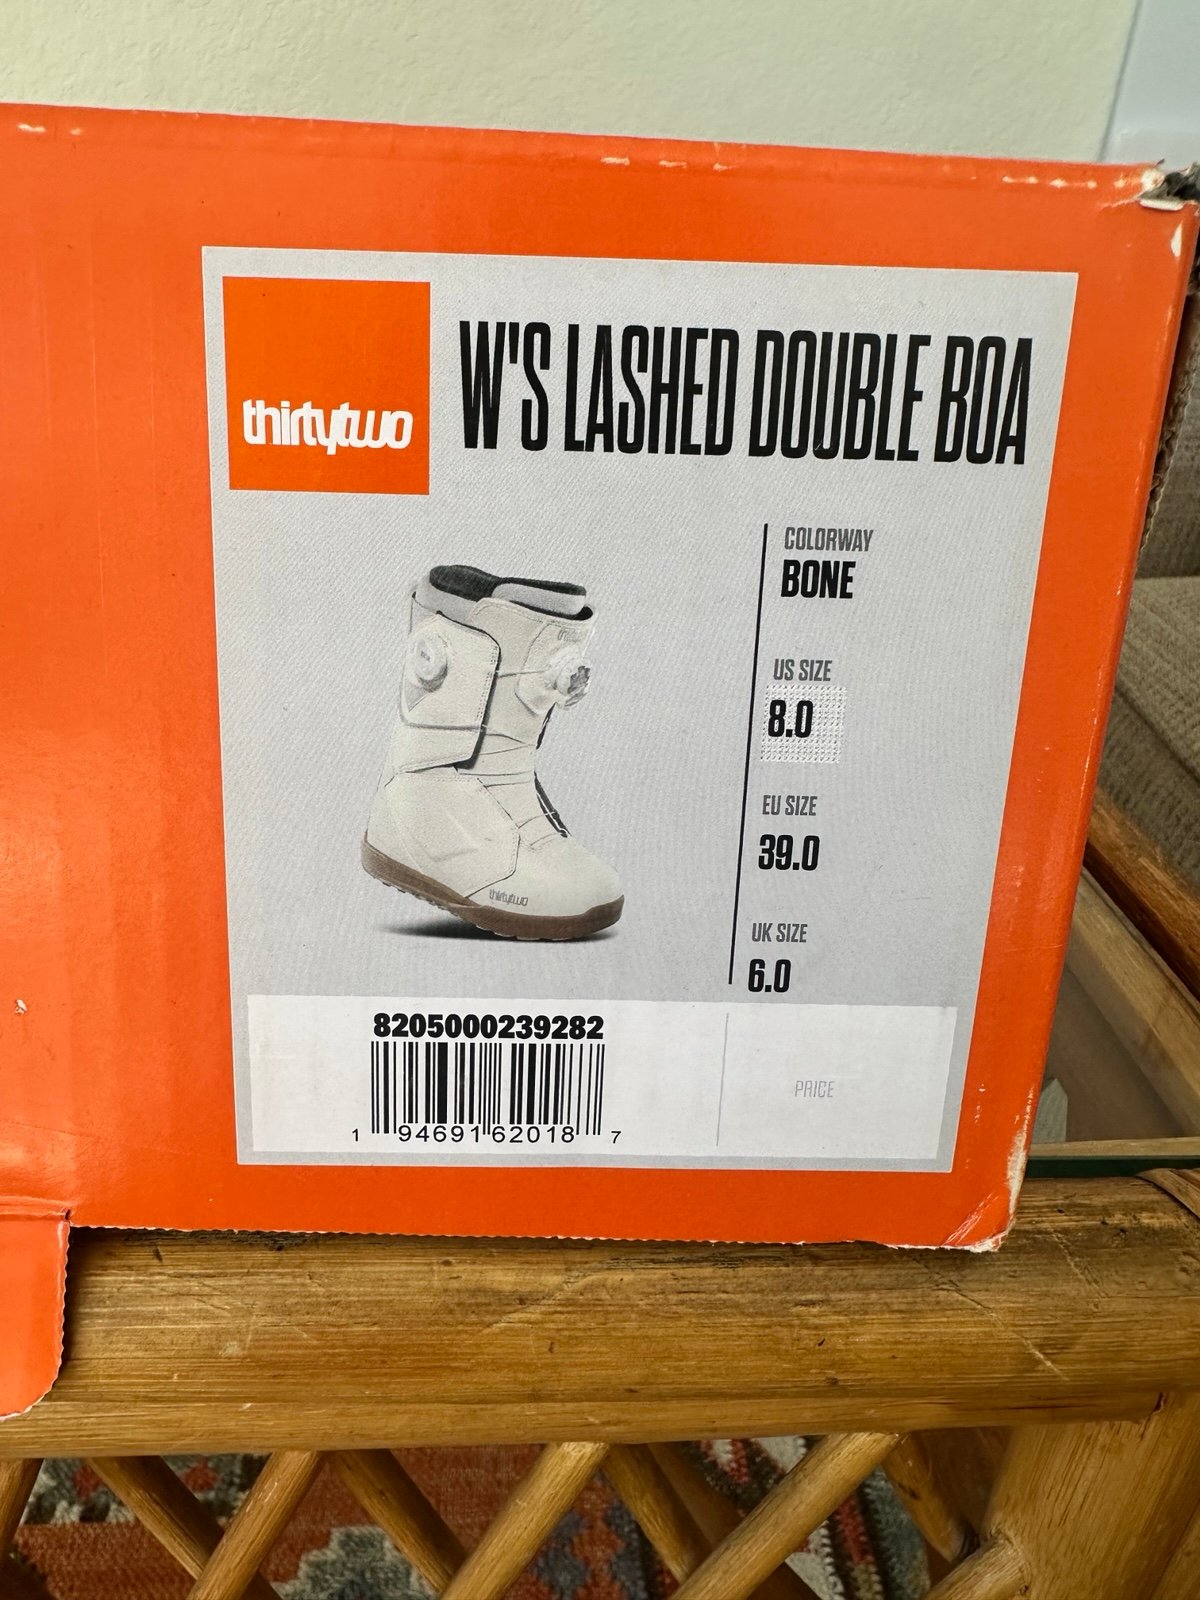 thirtytwo
W'S LASHED DOUBLE BOA
COLORWAY
BONE
US SIZE
8.0
EU SIZE
39.0
UK SIZE
6.0
thirtytwo
8205000239282
1 94691 62018 7
PRICE